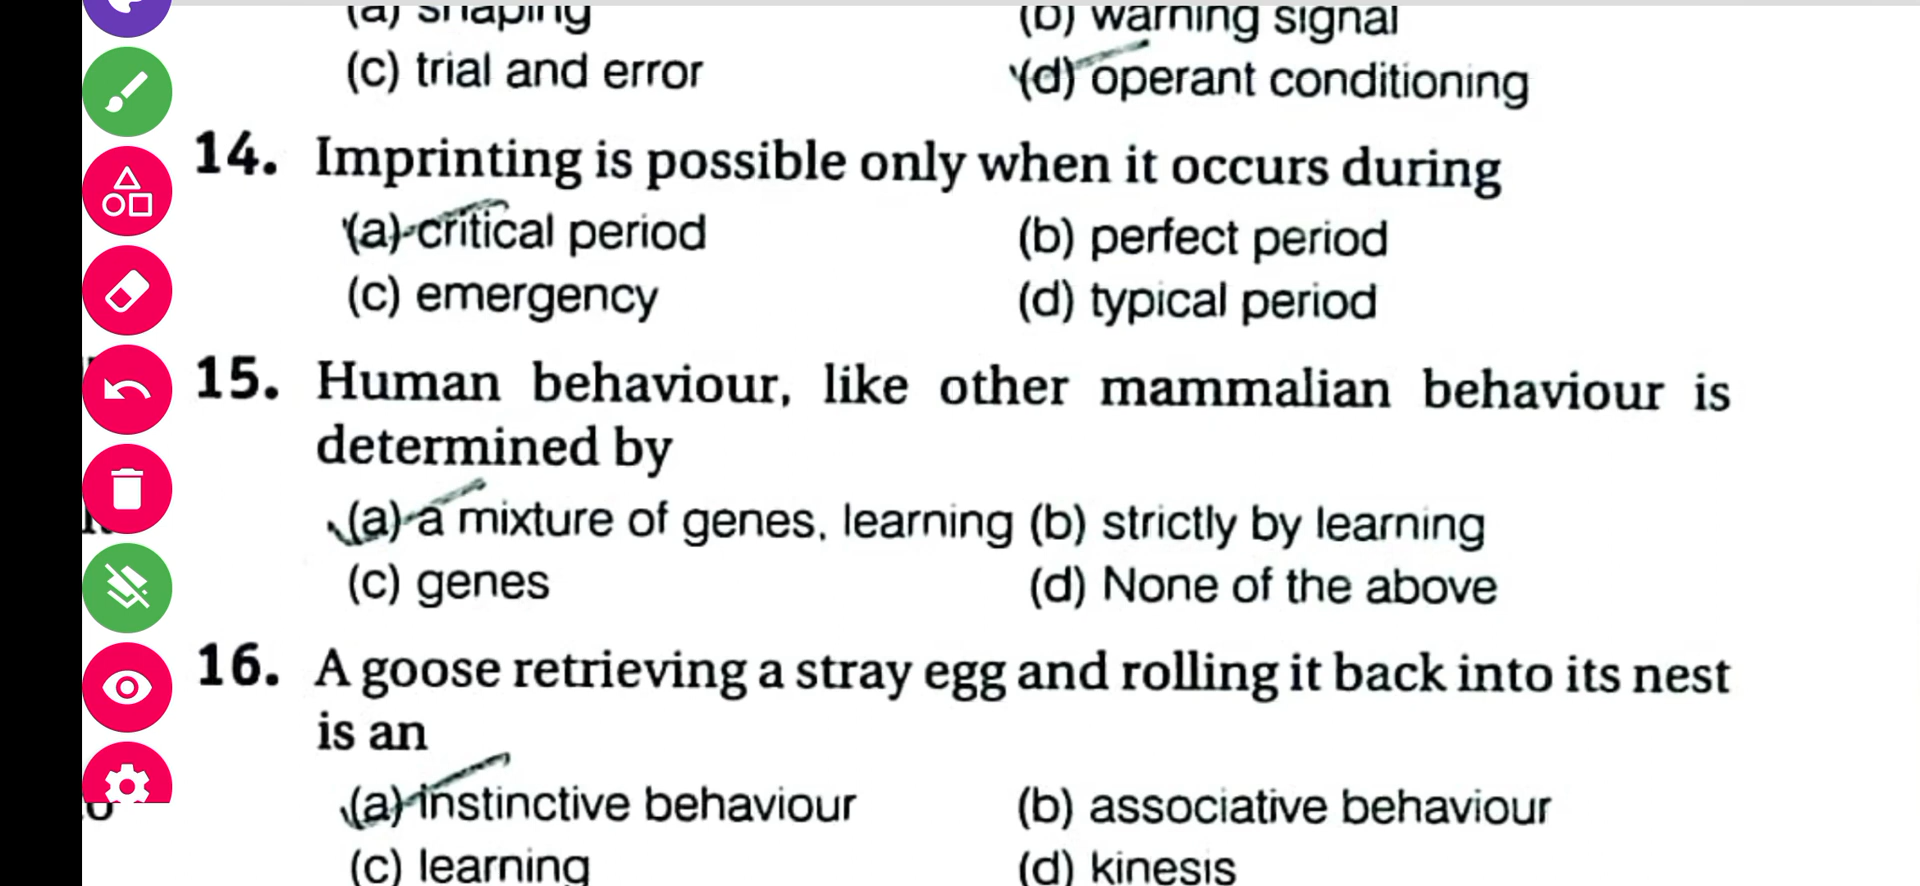 (a) shaping (b) warning signal
(c) trial and error (d) operant conditioning
14. Imprinting is possible only when it occurs during
(a) critical period (b) perfect period
(c) emergency (d) typical period
15. Human behaviour, like other mammalian behaviour is
determined by
(a) a mixture of genes, learning (b) strictly by learning
(c) genes (d) None of the above
16. A goose retrieving a stray egg and rolling it back into its nest
is an
(a) instinctive behaviour (b) associative behaviour
(c) learning (d) kinesis